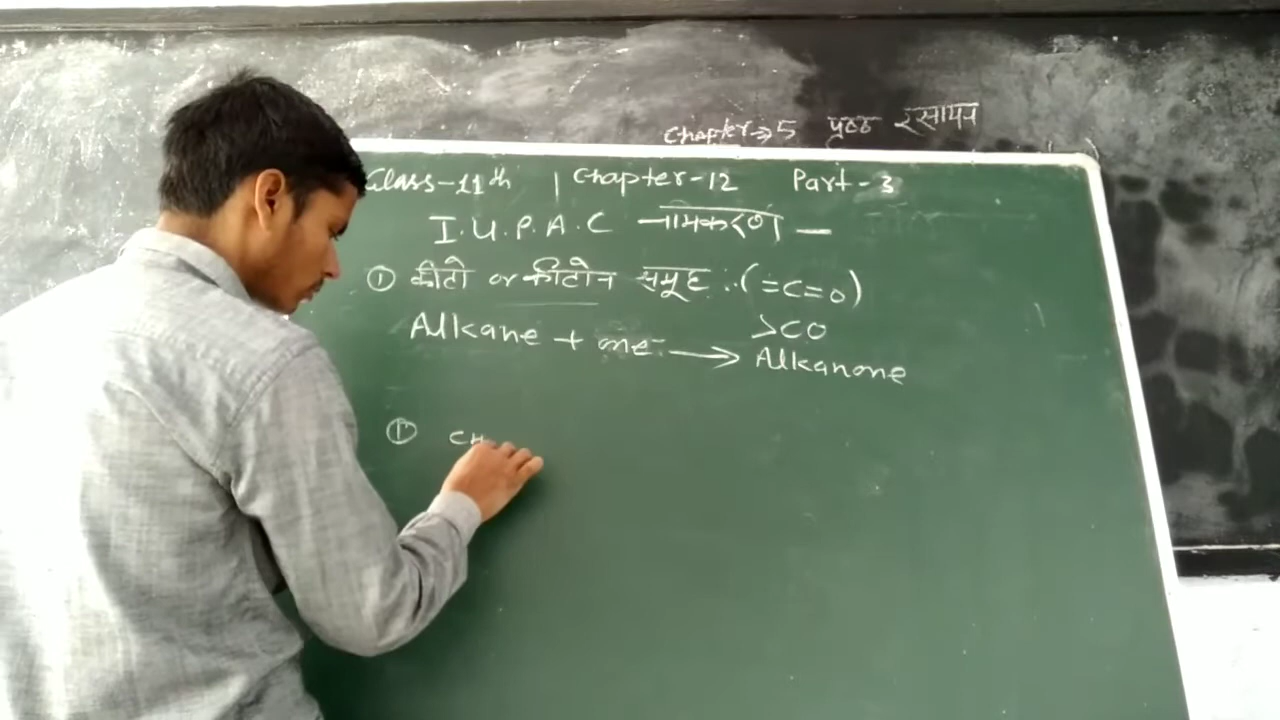 Chapter⇒5 पृष्ठ रसायन
Class-11th | Chapter-12 Part-3
I.U.P.A.C नामकरण —
① कीटो or कीटोन समूह :.(=C=O)
>CO
Alkane + one. ⟶ Alkanone
① CH